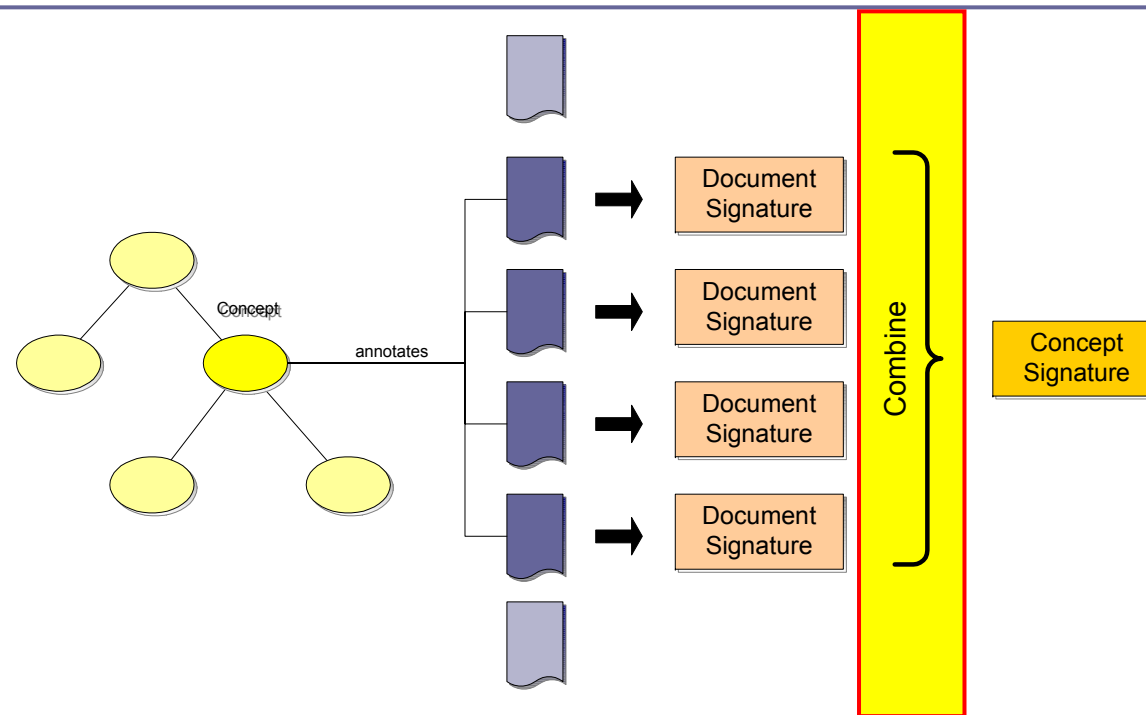 Concept
annotates
Document
Signature
Document
Signature
Document
Signature
Document
Signature
Combine
Concept
Signature